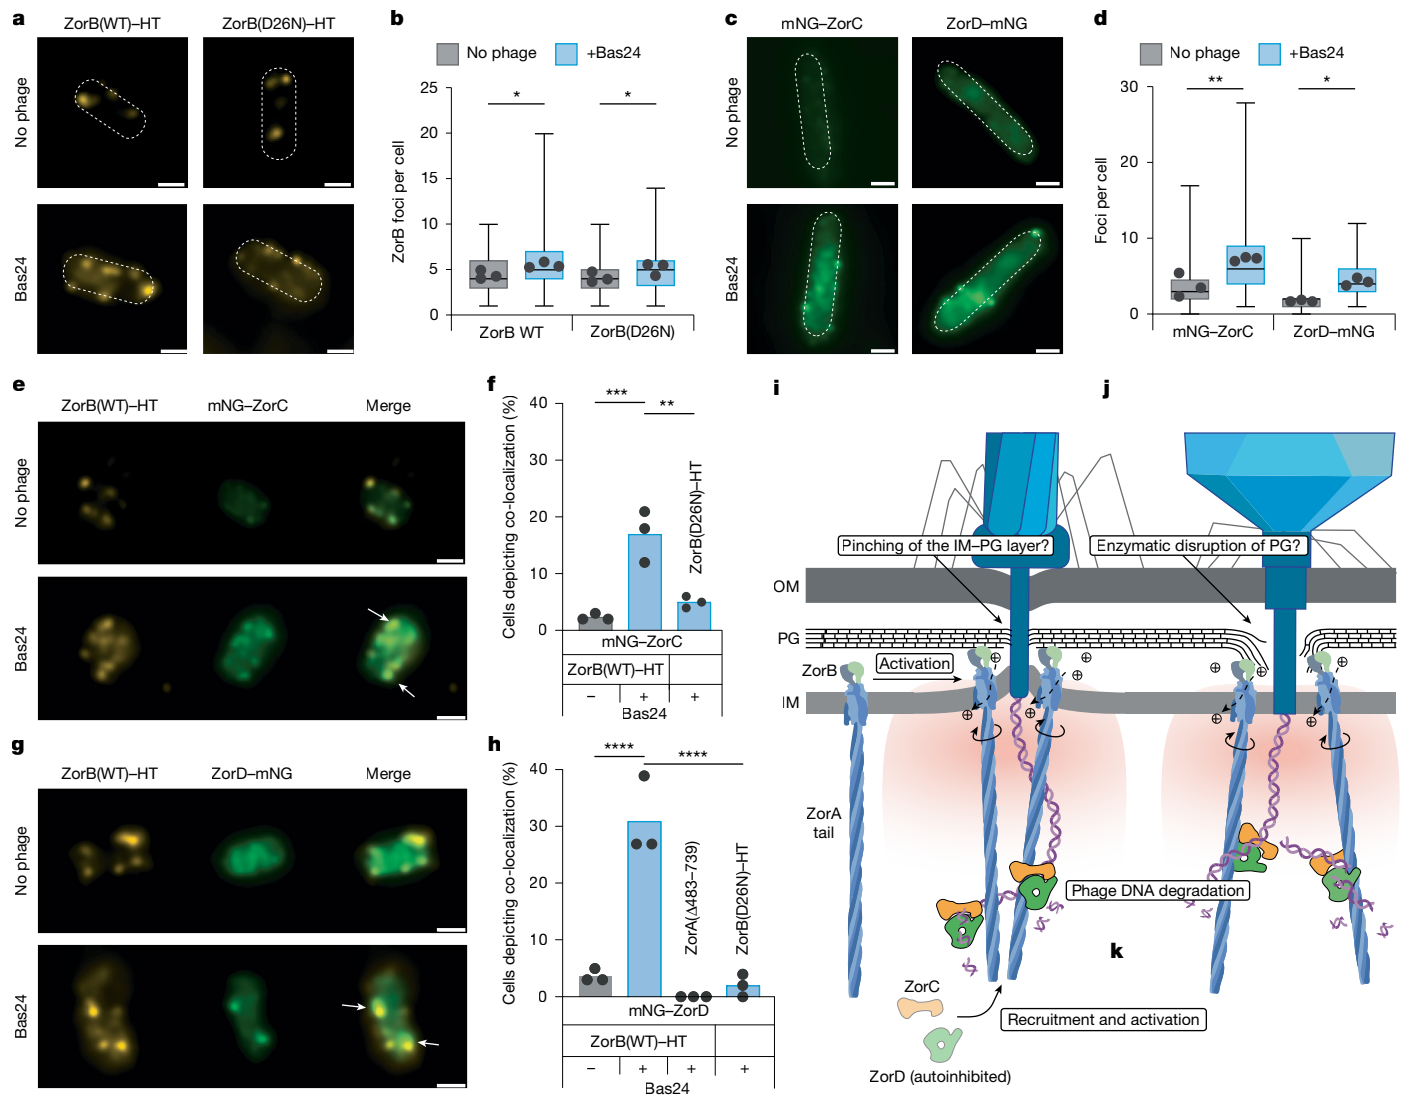 a
ZorB(WT)–HT
ZorB(D26N)–HT
No phage
Bas24
b
No phage
+Bas24
ZorB foci per cell
25
20
15
10
5
0
*
*
ZorB WT
ZorB(D26N)
c
mNG–ZorC
ZorD–mNG
No phage
Bas24
d
No phage
+Bas24
Foci per cell
30
20
10
0
**
*
mNG–ZorC
ZorD–mNG
e
ZorB(WT)–HT
mNG–ZorC
Merge
No phage
Bas24
f
Cells depicting co-localization (%)
40
30
20
10
0
***
**
ZorB(D26N)–HT
mNG–ZorC
ZorB(WT)–HT
– + +
Bas24
g
ZorB(WT)–HT
ZorD–mNG
Merge
No phage
Bas24
h
Cells depicting co-localization (%)
40
30
20
10
0
****
****
ZorA(Δ483–739)
ZorB(D26N)–HT
mNG–ZorD
ZorB(WT)–HT
– + + +
Bas24
i
j
Pinching of the IM–PG layer?
Enzymatic disruption of PG?
OM
PG
ZorB
Activation
IM
ZorA
tail
Phage DNA degradation
k
ZorC
Recruitment and activation
ZorD (autoinhibited)